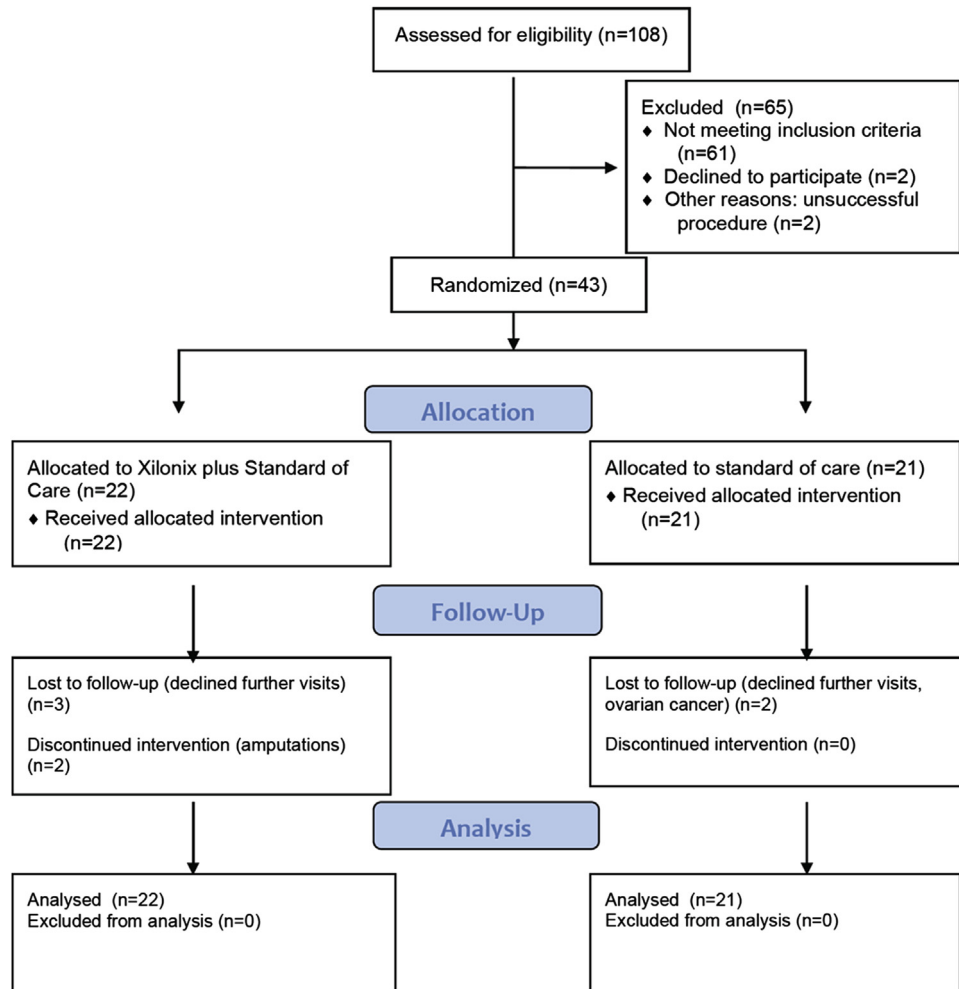 Assessed for eligibility (n=108)
Excluded (n=65)
♦ Not meeting inclusion criteria
(n=61)
♦ Declined to participate (n=2)
♦ Other reasons: unsuccessful
procedure (n=2)
Randomized (n=43)
Allocation
Allocated to Xilonix plus Standard of
Care (n=22)
♦ Received allocated intervention
(n=22)
Allocated to standard of care (n=21)
♦ Received allocated intervention
(n=21)
Follow-Up
Lost to follow-up (declined further visits)
(n=3)
Discontinued intervention (amputations)
(n=2)
Lost to follow-up (declined further visits,
ovarian cancer) (n=2)
Discontinued intervention (n=0)
Analysis
Analysed (n=22)
Excluded from analysis (n=0)
Analysed (n=21)
Excluded from analysis (n=0)